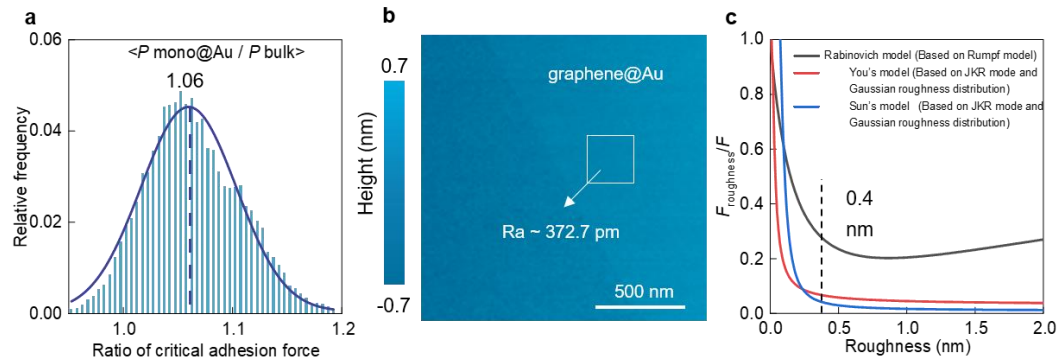 a
<P mono@Au / P bulk>
1.06
0.06
0.04
0.02
0.00
Relative frequency
1.0
1.1
1.2
Ratio of critical adhesion force
b
0.7
-0.7
Height (nm)
graphene@Au
Ra ~ 372.7 pm
500 nm
c
1.0
0.8
0.6
0.4
0.2
0.0
Froughness/F
Rabinovich model (Based on Rumpf model)
You's model (Based on JKR mode and
Gaussian roughness distribution)
Sun's model (Based on JKR mode and
Gaussian roughness distribution)
0.4
nm
0.0
0.5
1.0
1.5
2.0
Roughness (nm)